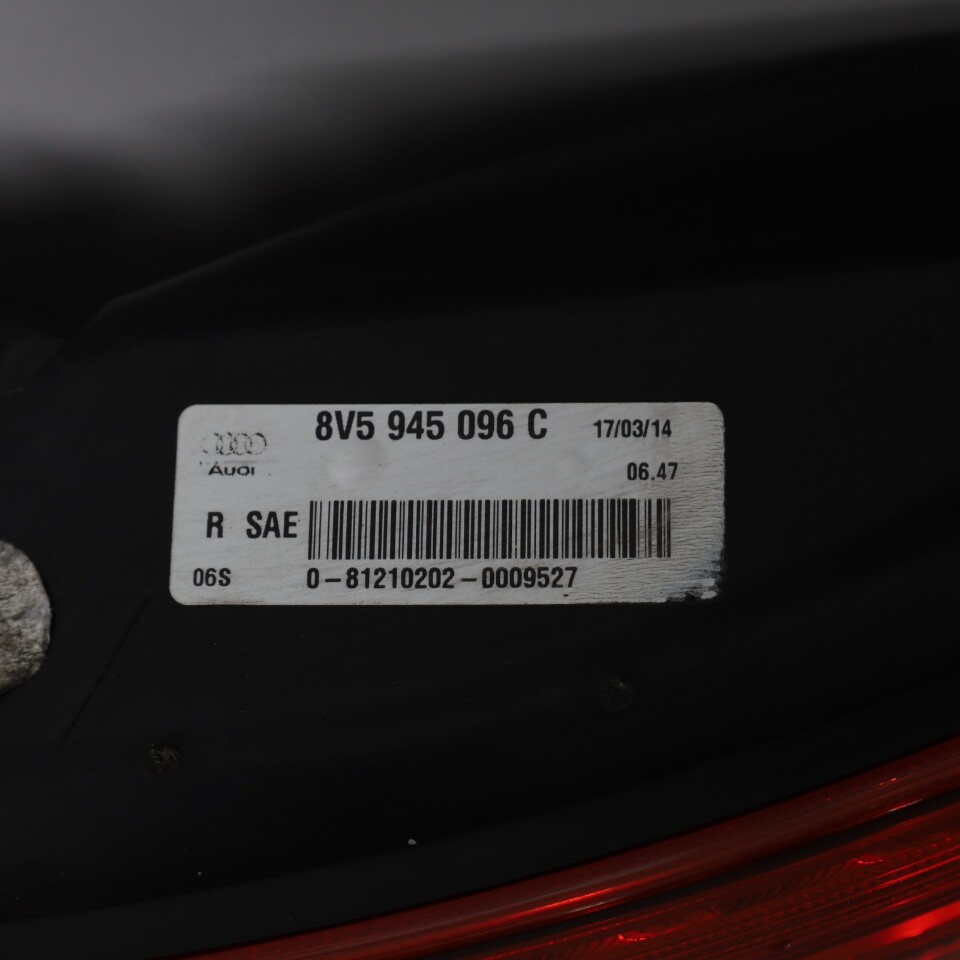 8V5 945 096 C 17/03/14
Audi 06.47
R SAE
06S 0-81210202-0009527